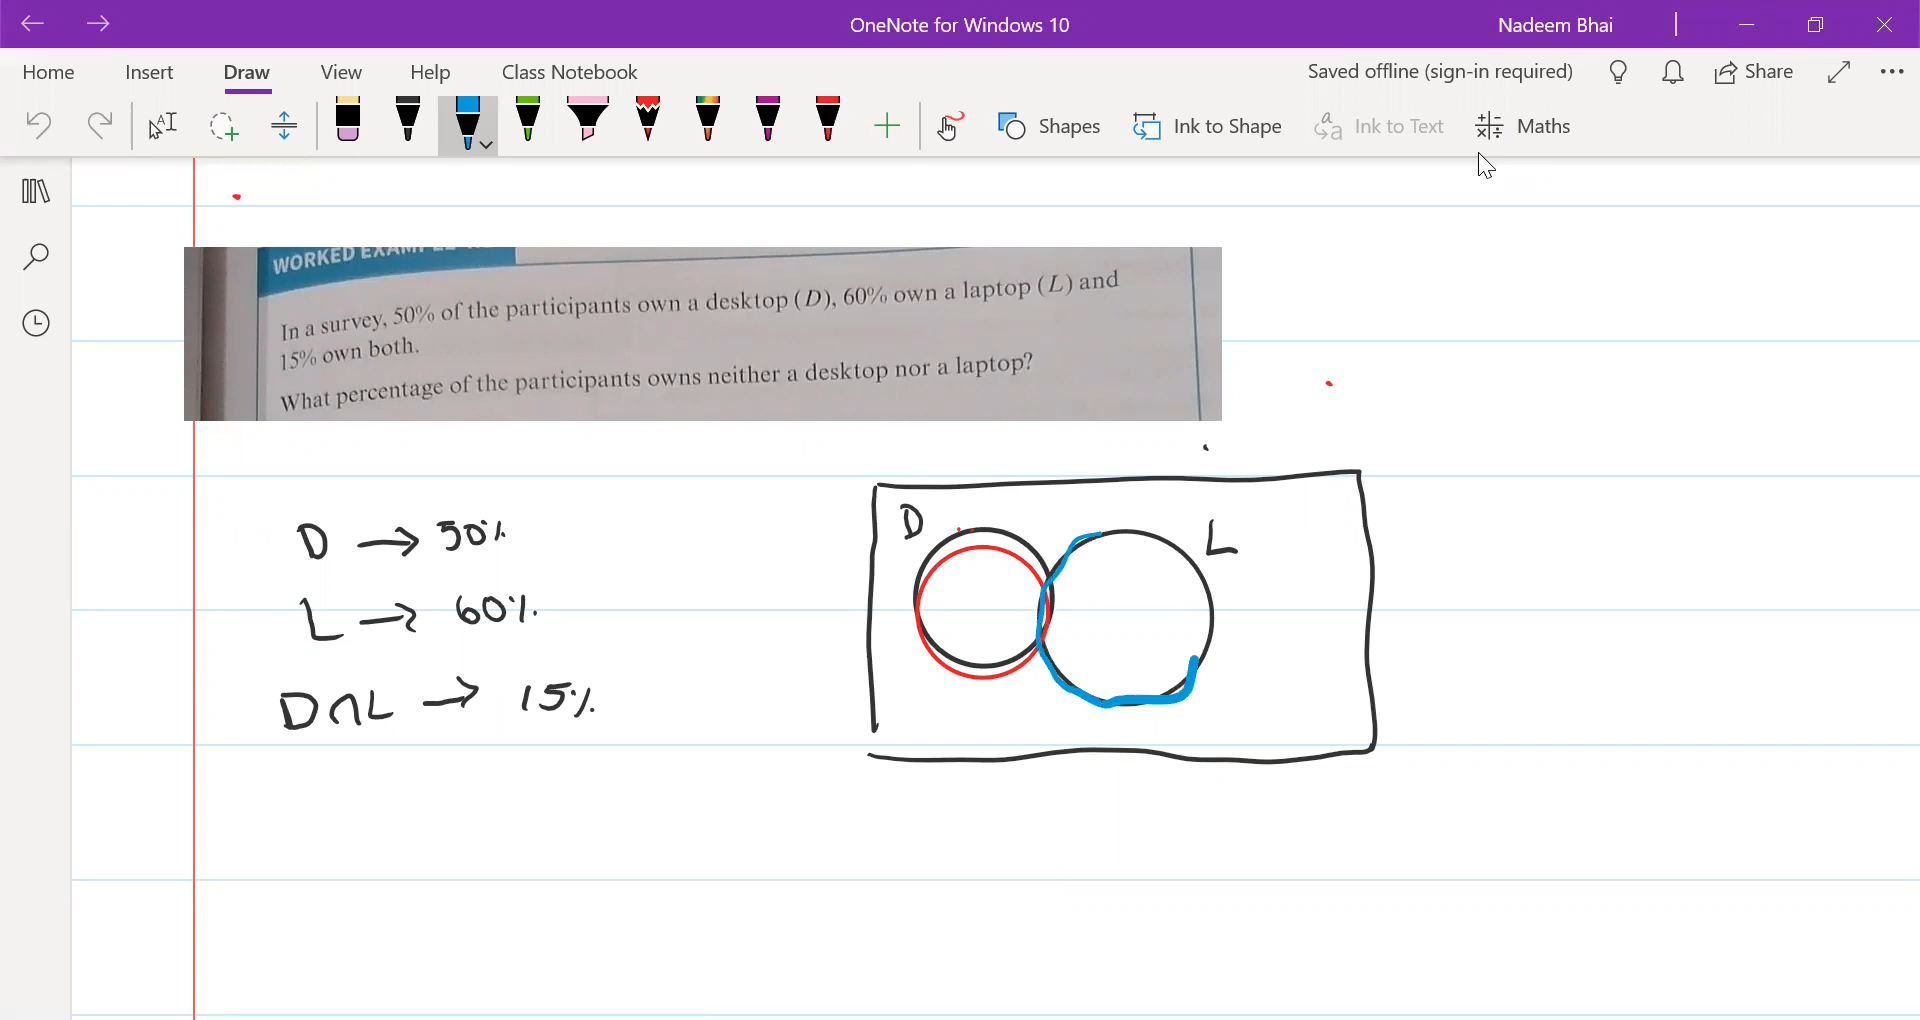 OneNote for Windows 10
Nadeem Bhai
Home Insert Draw View Help Class Notebook
Saved offline (sign-in required) Share
Shapes Ink to Shape Ink to Text Maths
WORKED
In a survey, 50% of the participants own a desktop (D), 60% own a laptop (L) and
15% own both.
What percentage of the participants owns neither a desktop nor a laptop?
D → 50%
L → 60%
D∩L → 15%
D
L